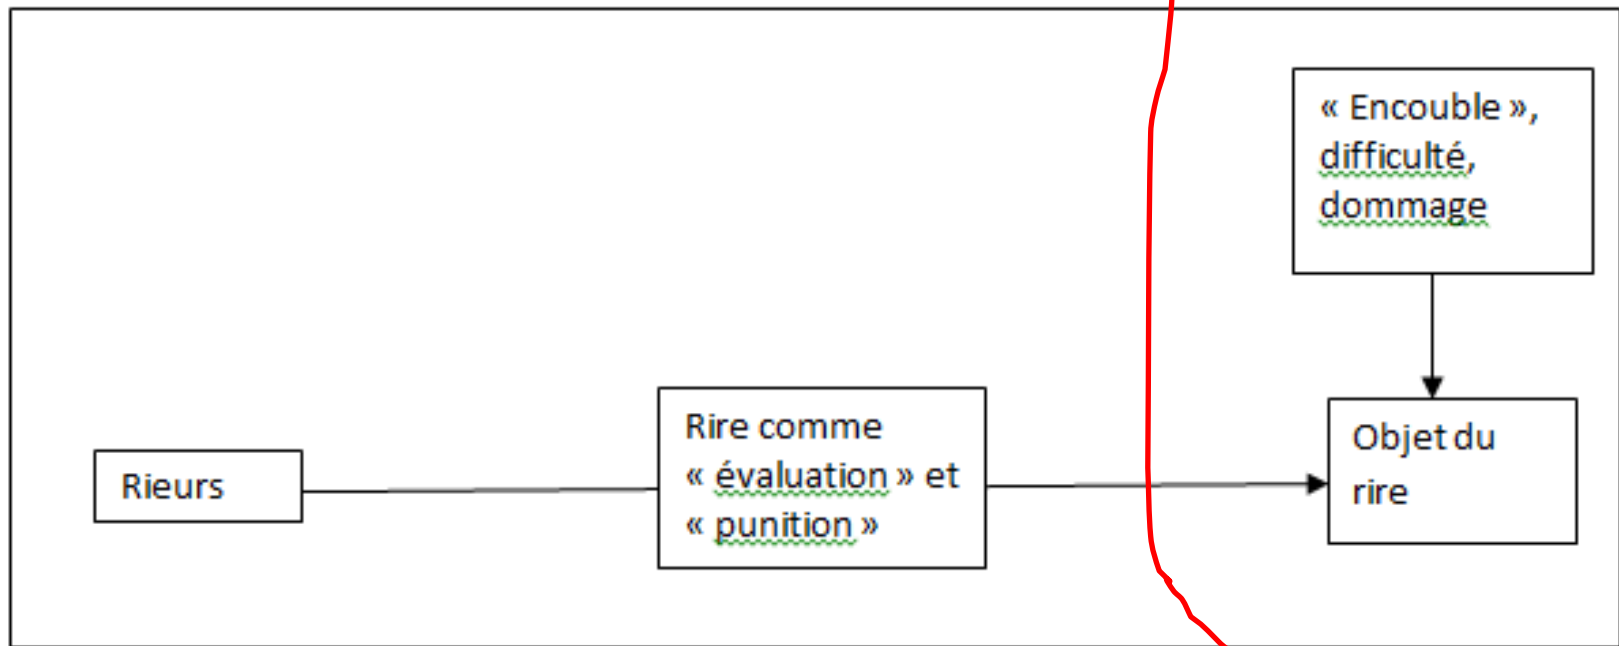 « Encouble »,
difficulté,
dommage
Rieurs
Rire comme
« évaluation » et
« punition »
Objet du
rire